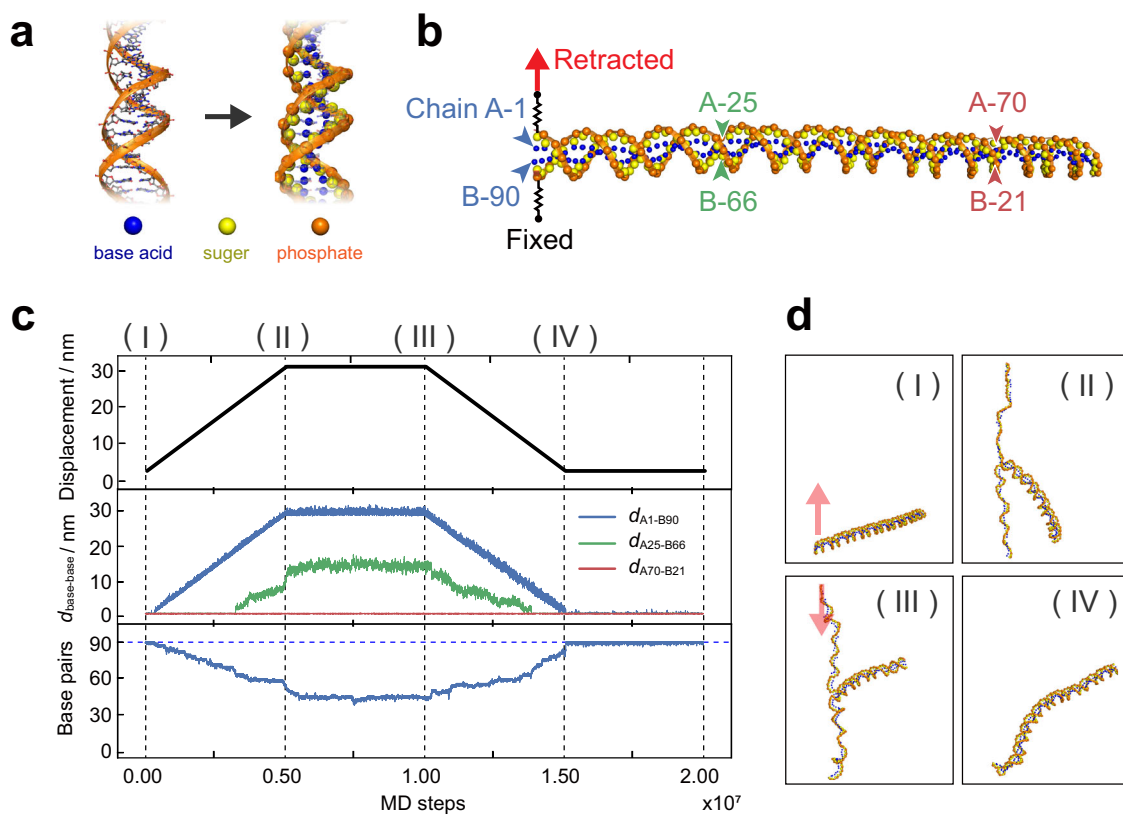 a
base acid
suger
phosphate
b
Retracted
Chain A-1
A-25
A-70
B-90
B-66
B-21
Fixed
c
( I )
( II )
( III )
( IV )
Displacement / nm
30
20
10
0
d_base-base / nm
30
20
10
0
d_A1-B90
d_A25-B66
d_A70-B21
Base pairs
90
60
30
0
0.00
0.50
1.00
1.50
2.00
MD steps
x10⁷
d
( I )
( II )
( III )
( IV )